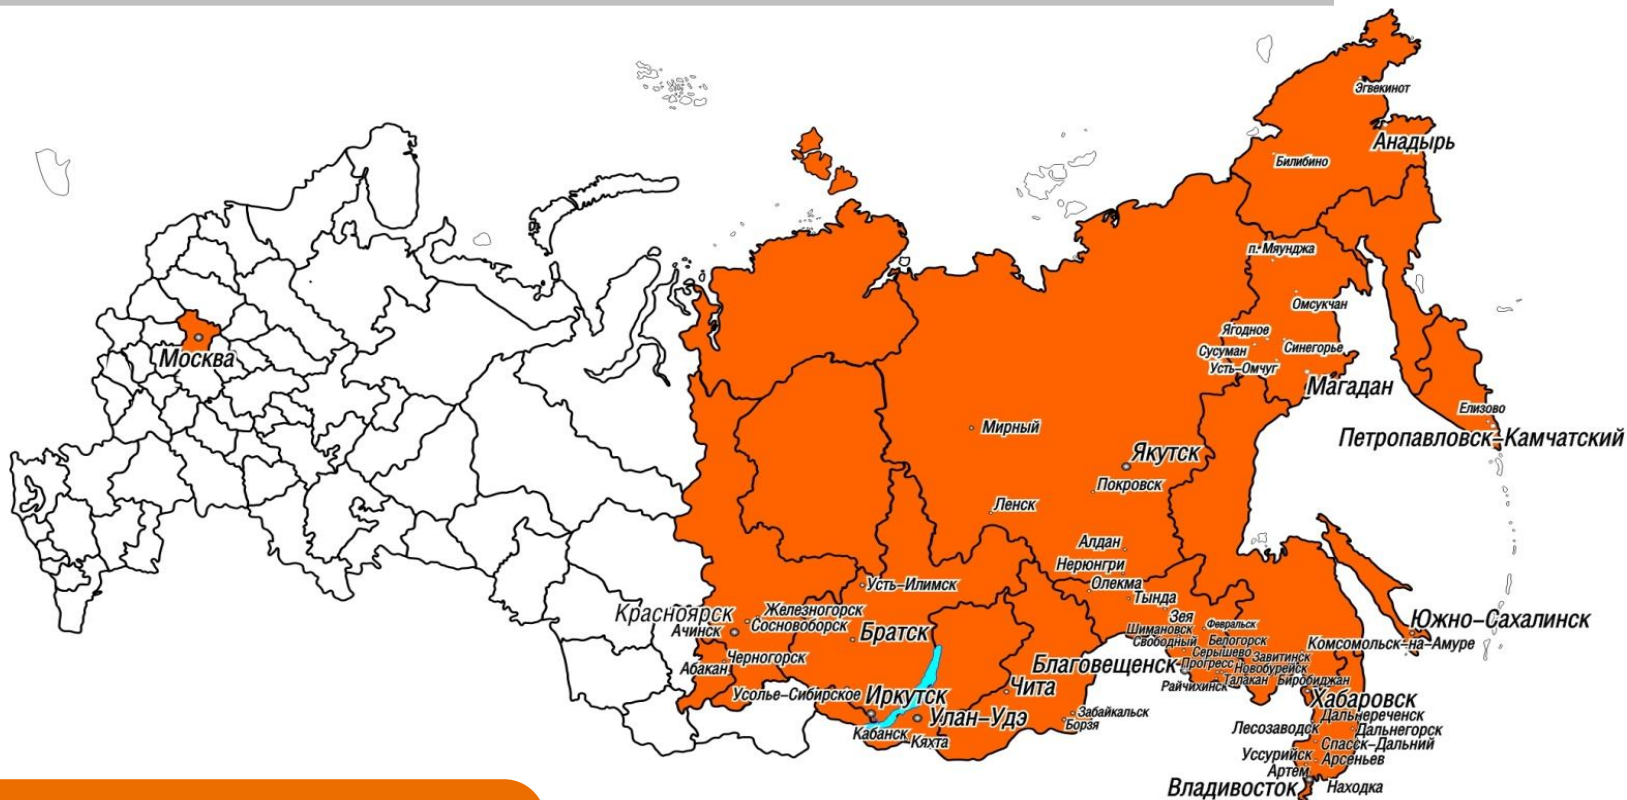 Эгвекинот
Анадырь
Билибино
п. Мяунджа
Омсукчан
Ягодное
Синегорье
Сусуман
Усть-Омчуг
Магадан
Москва
Елизово
Петропавловск-Камчатский
Мирный
Якутск
Покровск
Ленск
Алдан
Нерюнгри
Олекма
Тында
Усть-Илимск
Зея
Февральск
Красноярск
Железногорск
Сосновоборск
Ачинск
Братск
Шимановск
Свободный
Белогорск
Южно-Сахалинск
Комсомольск-на-Амуре
Серышево
Завитинск
Черногорск
Абакан
Благовещенск
Прогресс
Новобурейск
Талакан
Биробиджан
Райчихинск
Чита
Усолье-Сибирское
Иркутск
Хабаровск
Улан-Удэ
Забайкальск
Борзя
Дальнереченск
Лесозаводск
Дальнегорск
Кабанск
Кяхта
Спасск-Дальний
Уссурийск
Арсеньев
Артем
Владивосток
Находка